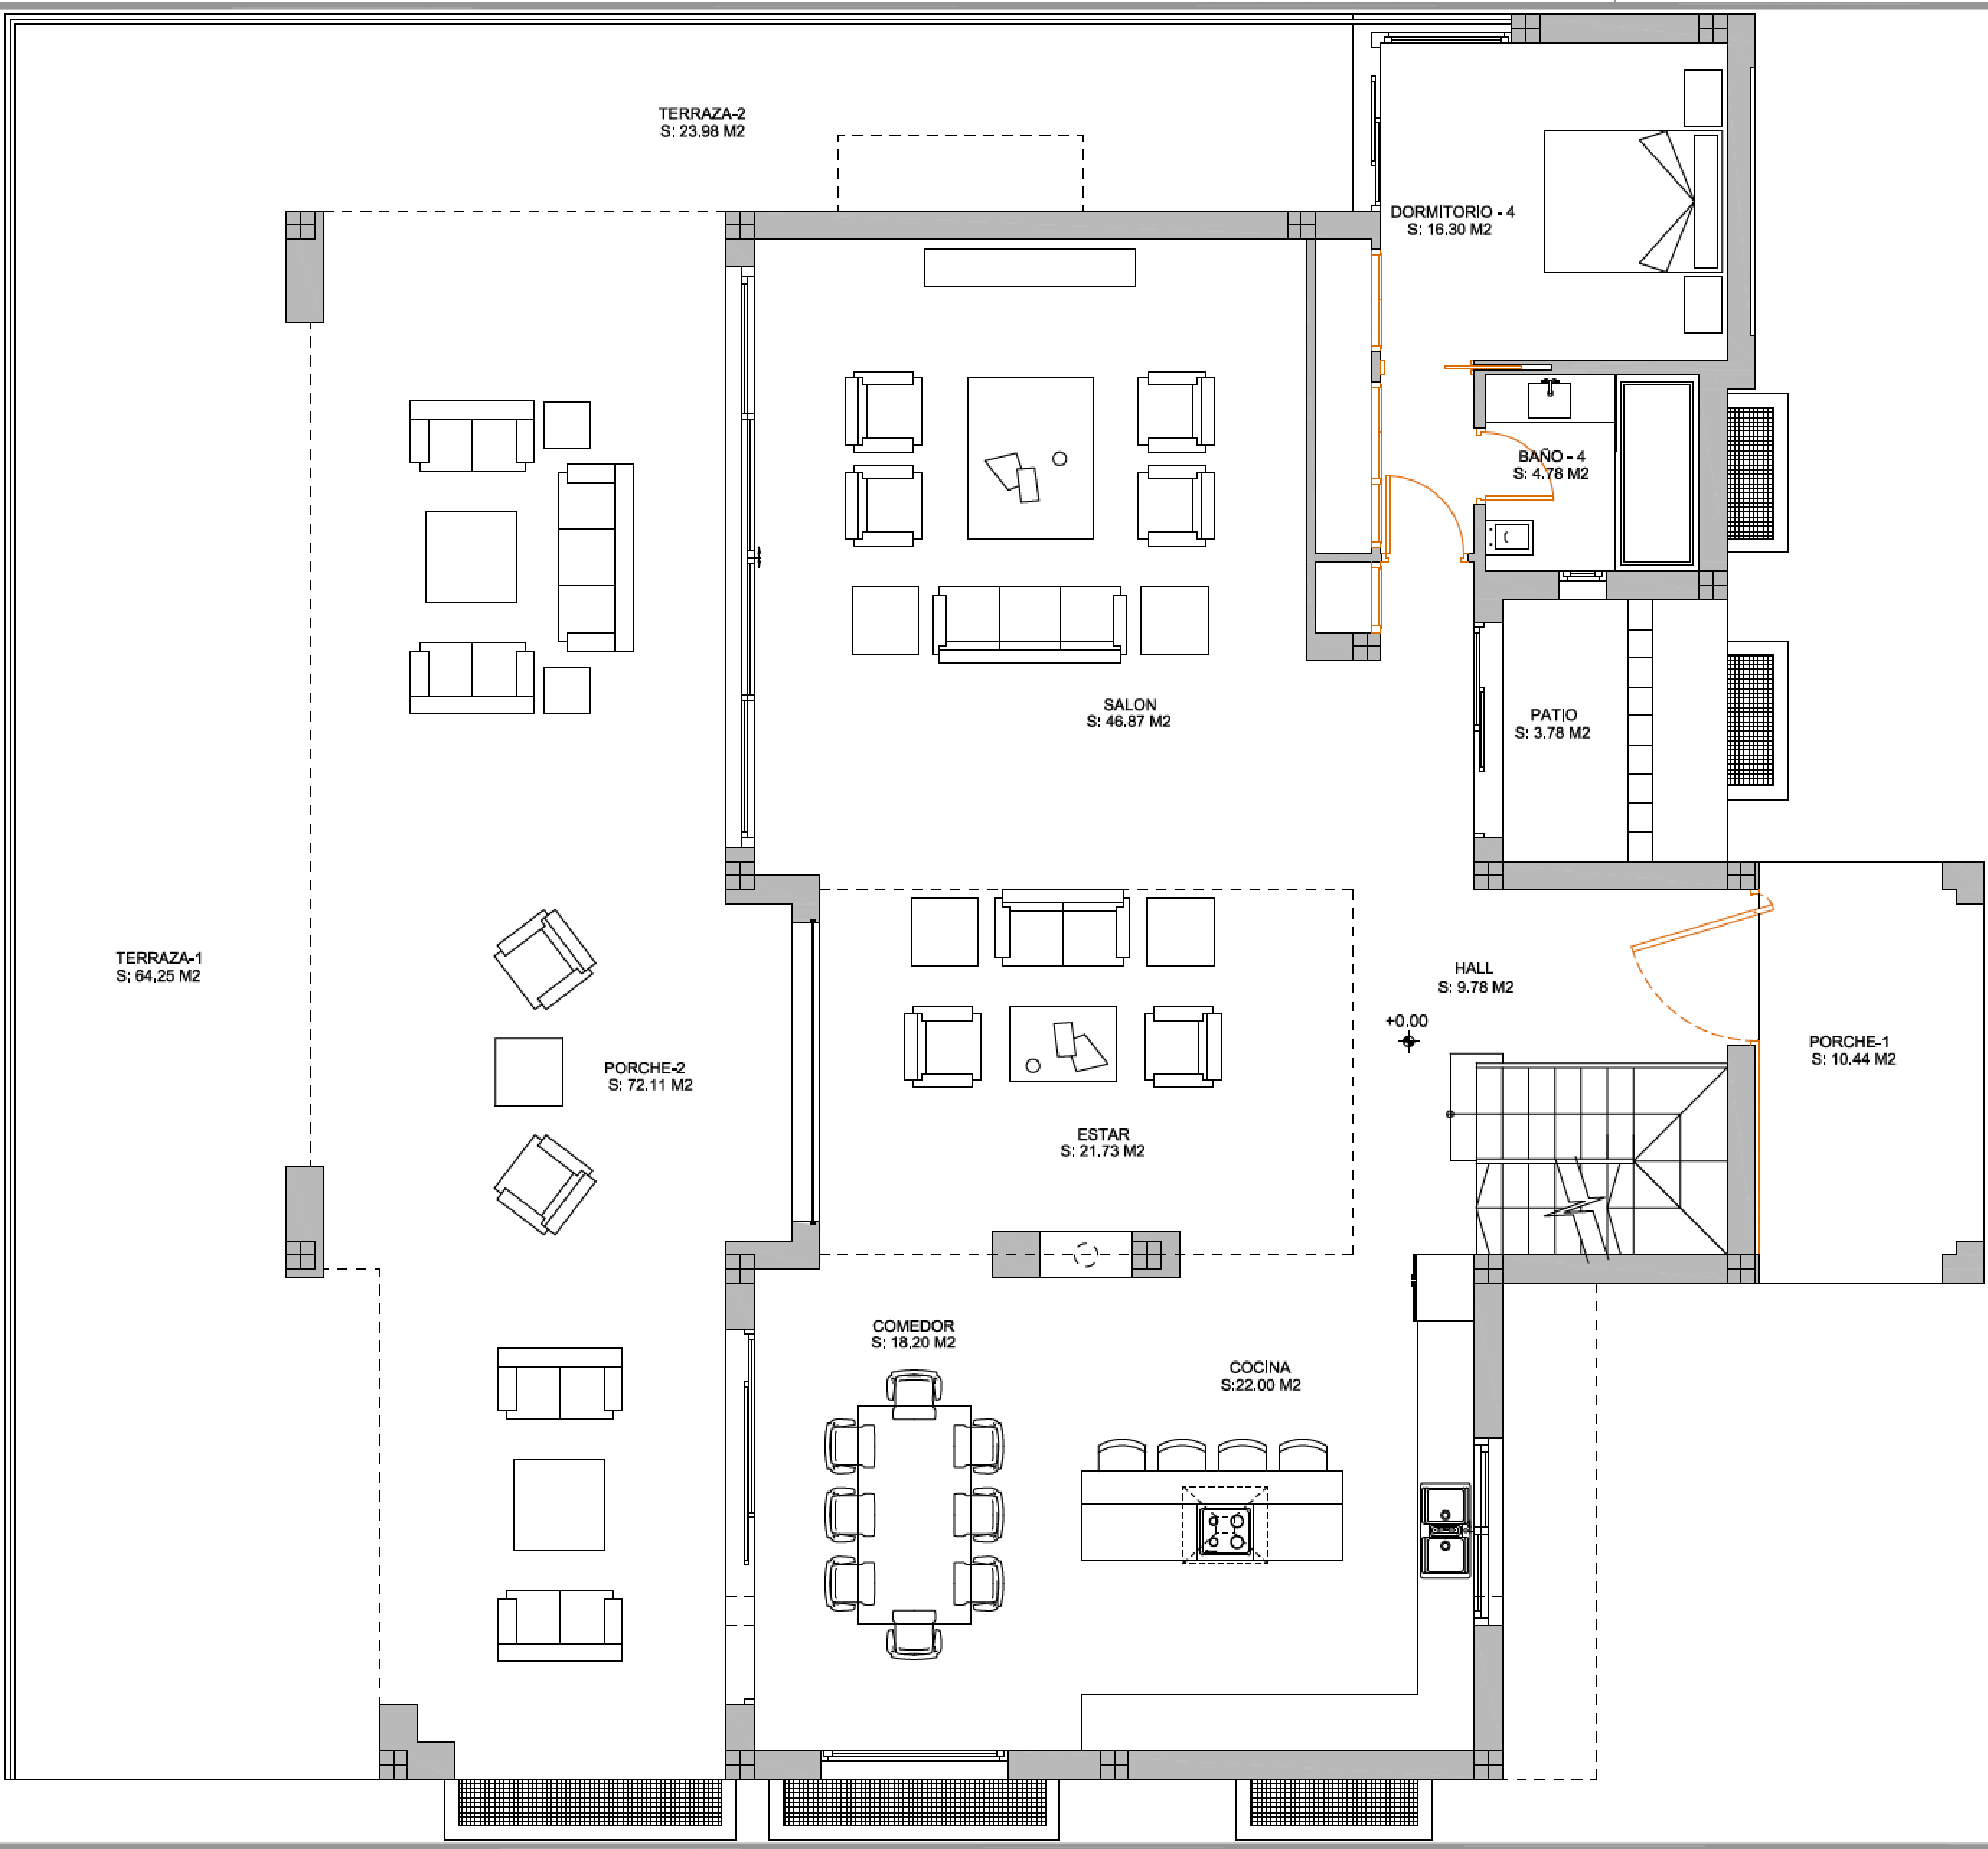 TERRAZA-2
S: 23.98 M2
DORMITORIO - 4
S: 16.30 M2
BAÑO - 4
S: 4.78 M2
SALON
S: 46.87 M2
PATIO
S: 3.78 M2
TERRAZA-1
S: 64.25 M2
HALL
S: 9.78 M2
+0.00
PORCHE-1
S: 10.44 M2
PORCHE-2
S: 72.11 M2
ESTAR
S: 21.73 M2
COMEDOR
S: 18.20 M2
COCINA
S:22.00 M2